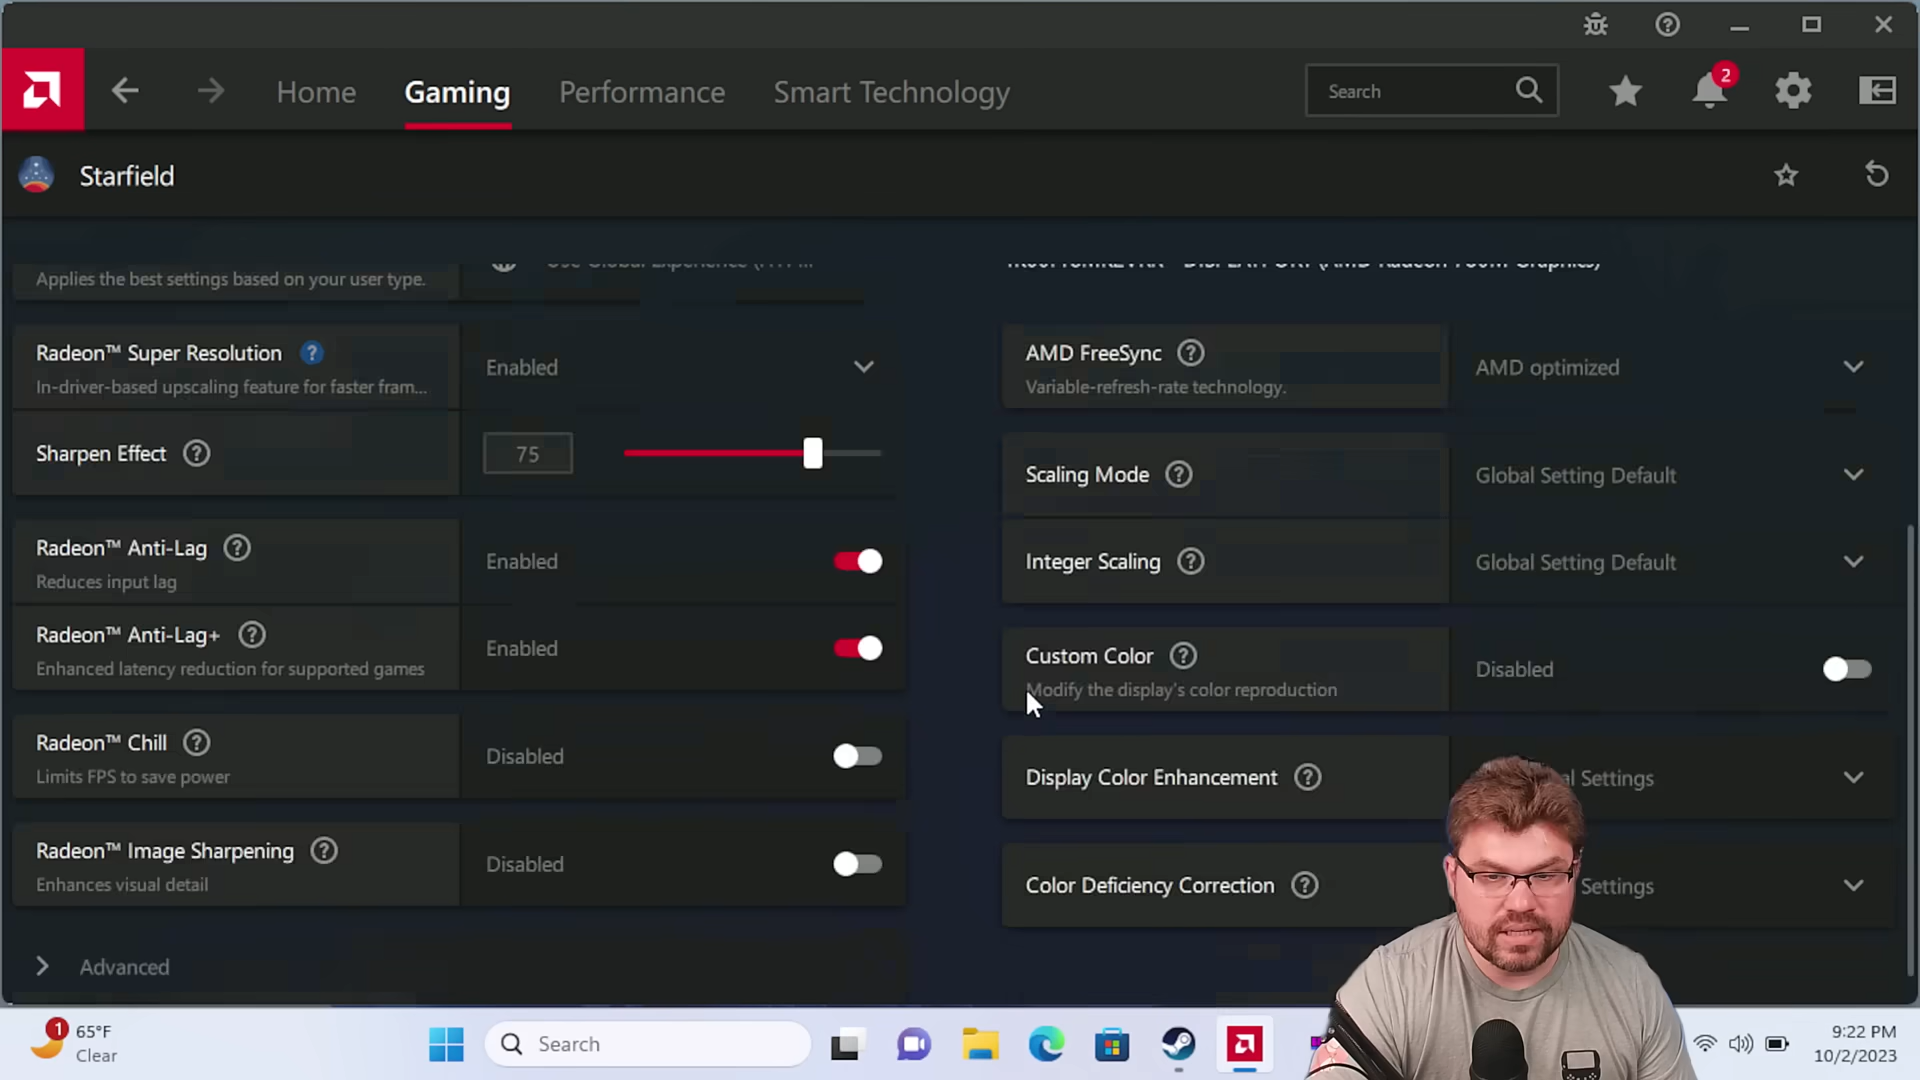 Home
Gaming
Performance
Smart Technology
Search
2
Starfield
Applies the best settings based on your user type.
Radeon™ Super Resolution
In-driver-based upscaling feature for faster fram...
Enabled
Sharpen Effect
75
Radeon™ Anti-Lag
Reduces input lag
Enabled
Radeon™ Anti-Lag+
Enhanced latency reduction for supported games
Enabled
Radeon™ Chill
Limits FPS to save power
Disabled
Radeon™ Image Sharpening
Enhances visual detail
Disabled
Advanced
AMD FreeSync
Variable-refresh-rate technology.
AMD optimized
Scaling Mode
Global Setting Default
Integer Scaling
Global Setting Default
Custom Color
Modify the display's color reproduction
Disabled
Display Color Enhancement
Settings
Color Deficiency Correction
Settings
1
65°F
Clear
Search
9:22 PM
10/2/2023